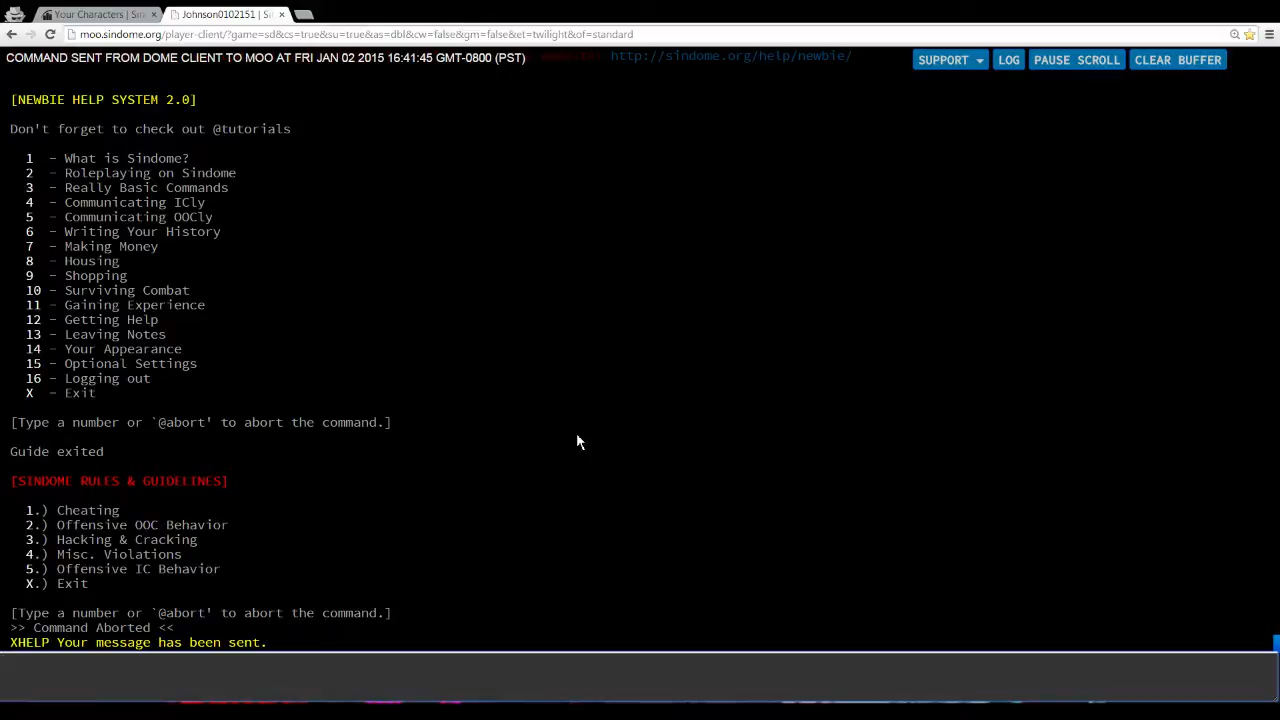 Your Characters | Sin
Johnson0102151 | Si
moo.sindome.org/player-client/?game=sd&cs=true&su=true&as=dbl&cw=false&gm=false&et=twilight&of=standard
COMMAND SENT FROM DOME CLIENT TO MOO AT FRI JAN 02 2015 16:41:45 GMT-0800 (PST)
http://sindome.org/help/newbie/
SUPPORT LOG PAUSE SCROLL CLEAR BUFFER
[NEWBIE HELP SYSTEM 2.0]
Don't forget to check out @tutorials
1 - What is Sindome?
2 - Roleplaying on Sindome
3 - Really Basic Commands
4 - Communicating ICly
5 - Communicating OOCly
6 - Writing Your History
7 - Making Money
8 - Housing
9 - Shopping
10 - Surviving Combat
11 - Gaining Experience
12 - Getting Help
13 - Leaving Notes
14 - Your Appearance
15 - Optional Settings
16 - Logging out
X - Exit
[Type a number or `@abort' to abort the command.]
Guide exited
[SINDOME RULES & GUIDELINES]
1.) Cheating
2.) Offensive OOC Behavior
3.) Hacking & Cracking
4.) Misc. Violations
5.) Offensive IC Behavior
X.) Exit
[Type a number or `@abort' to abort the command.]
>> Command Aborted <<
XHELP Your message has been sent.